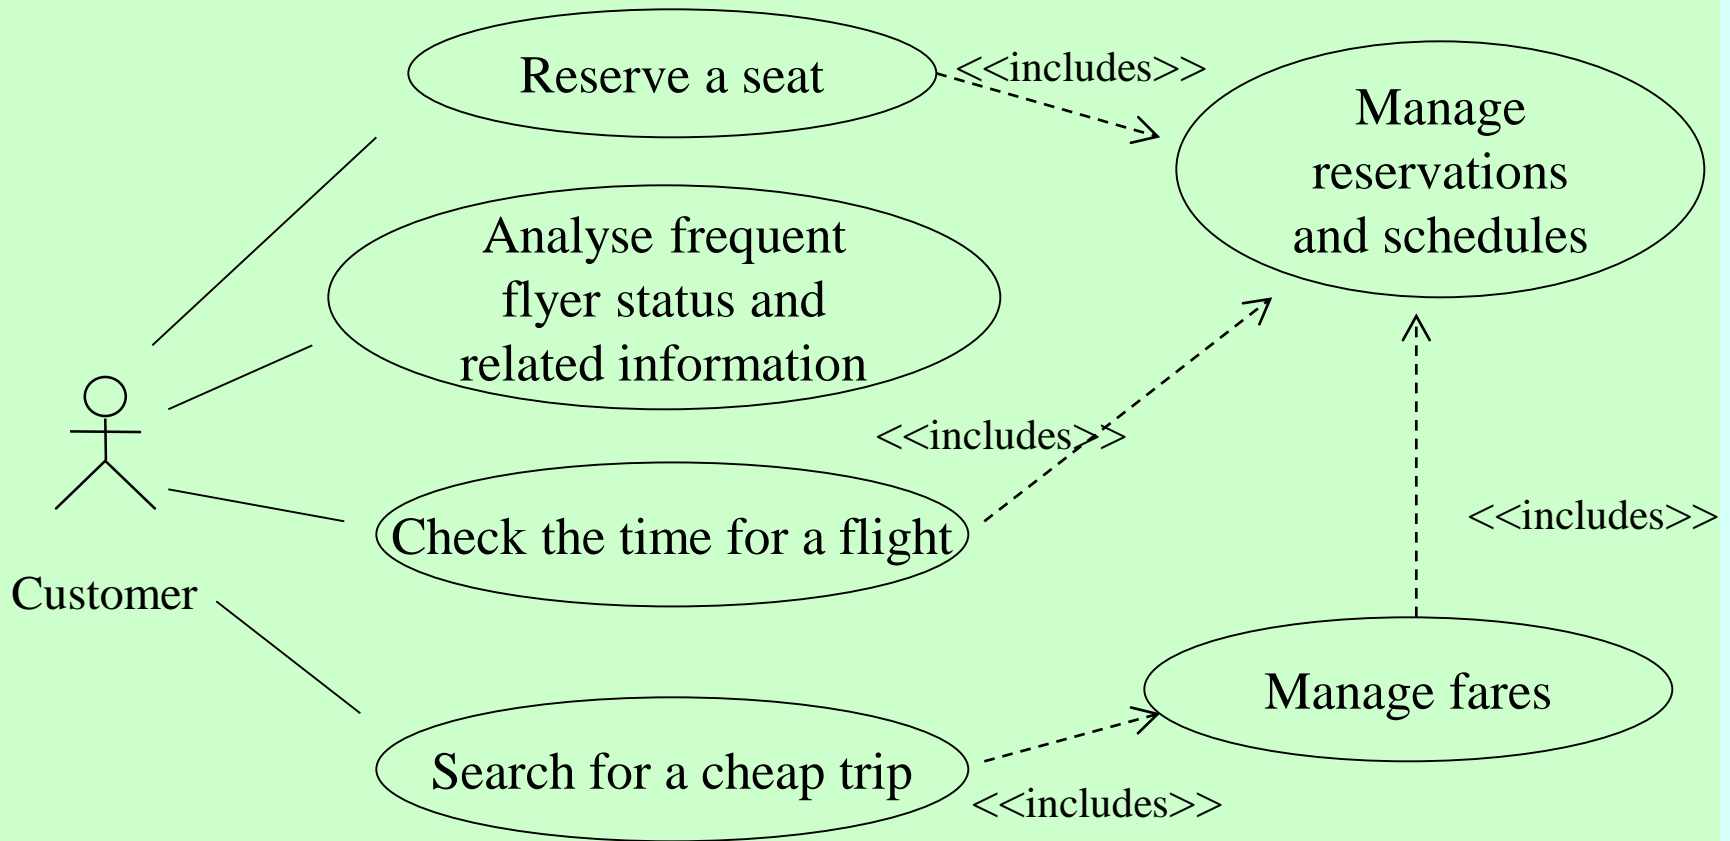 Reserve a seat
<<includes>>
Manage
reservations
and schedules
Analyse frequent
flyer status and
related information
<<includes>>
Check the time for a flight
<<includes>>
Customer
Manage fares
Search for a cheap trip
<<includes>>